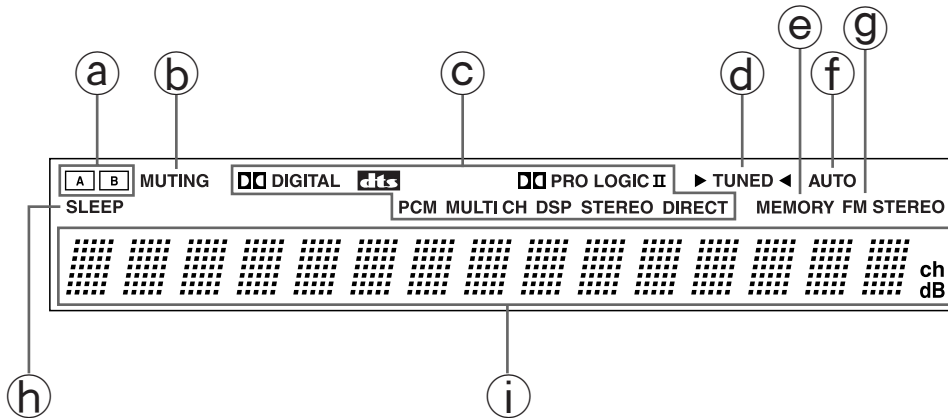 e
g
a b c d f
A B MUTING DIGITAL dts PRO LOGIC II ► TUNED ◄ AUTO
SLEEP PCM MULTI CH DSP STEREO DIRECT MEMORY FM STEREO
ch
dB
h i